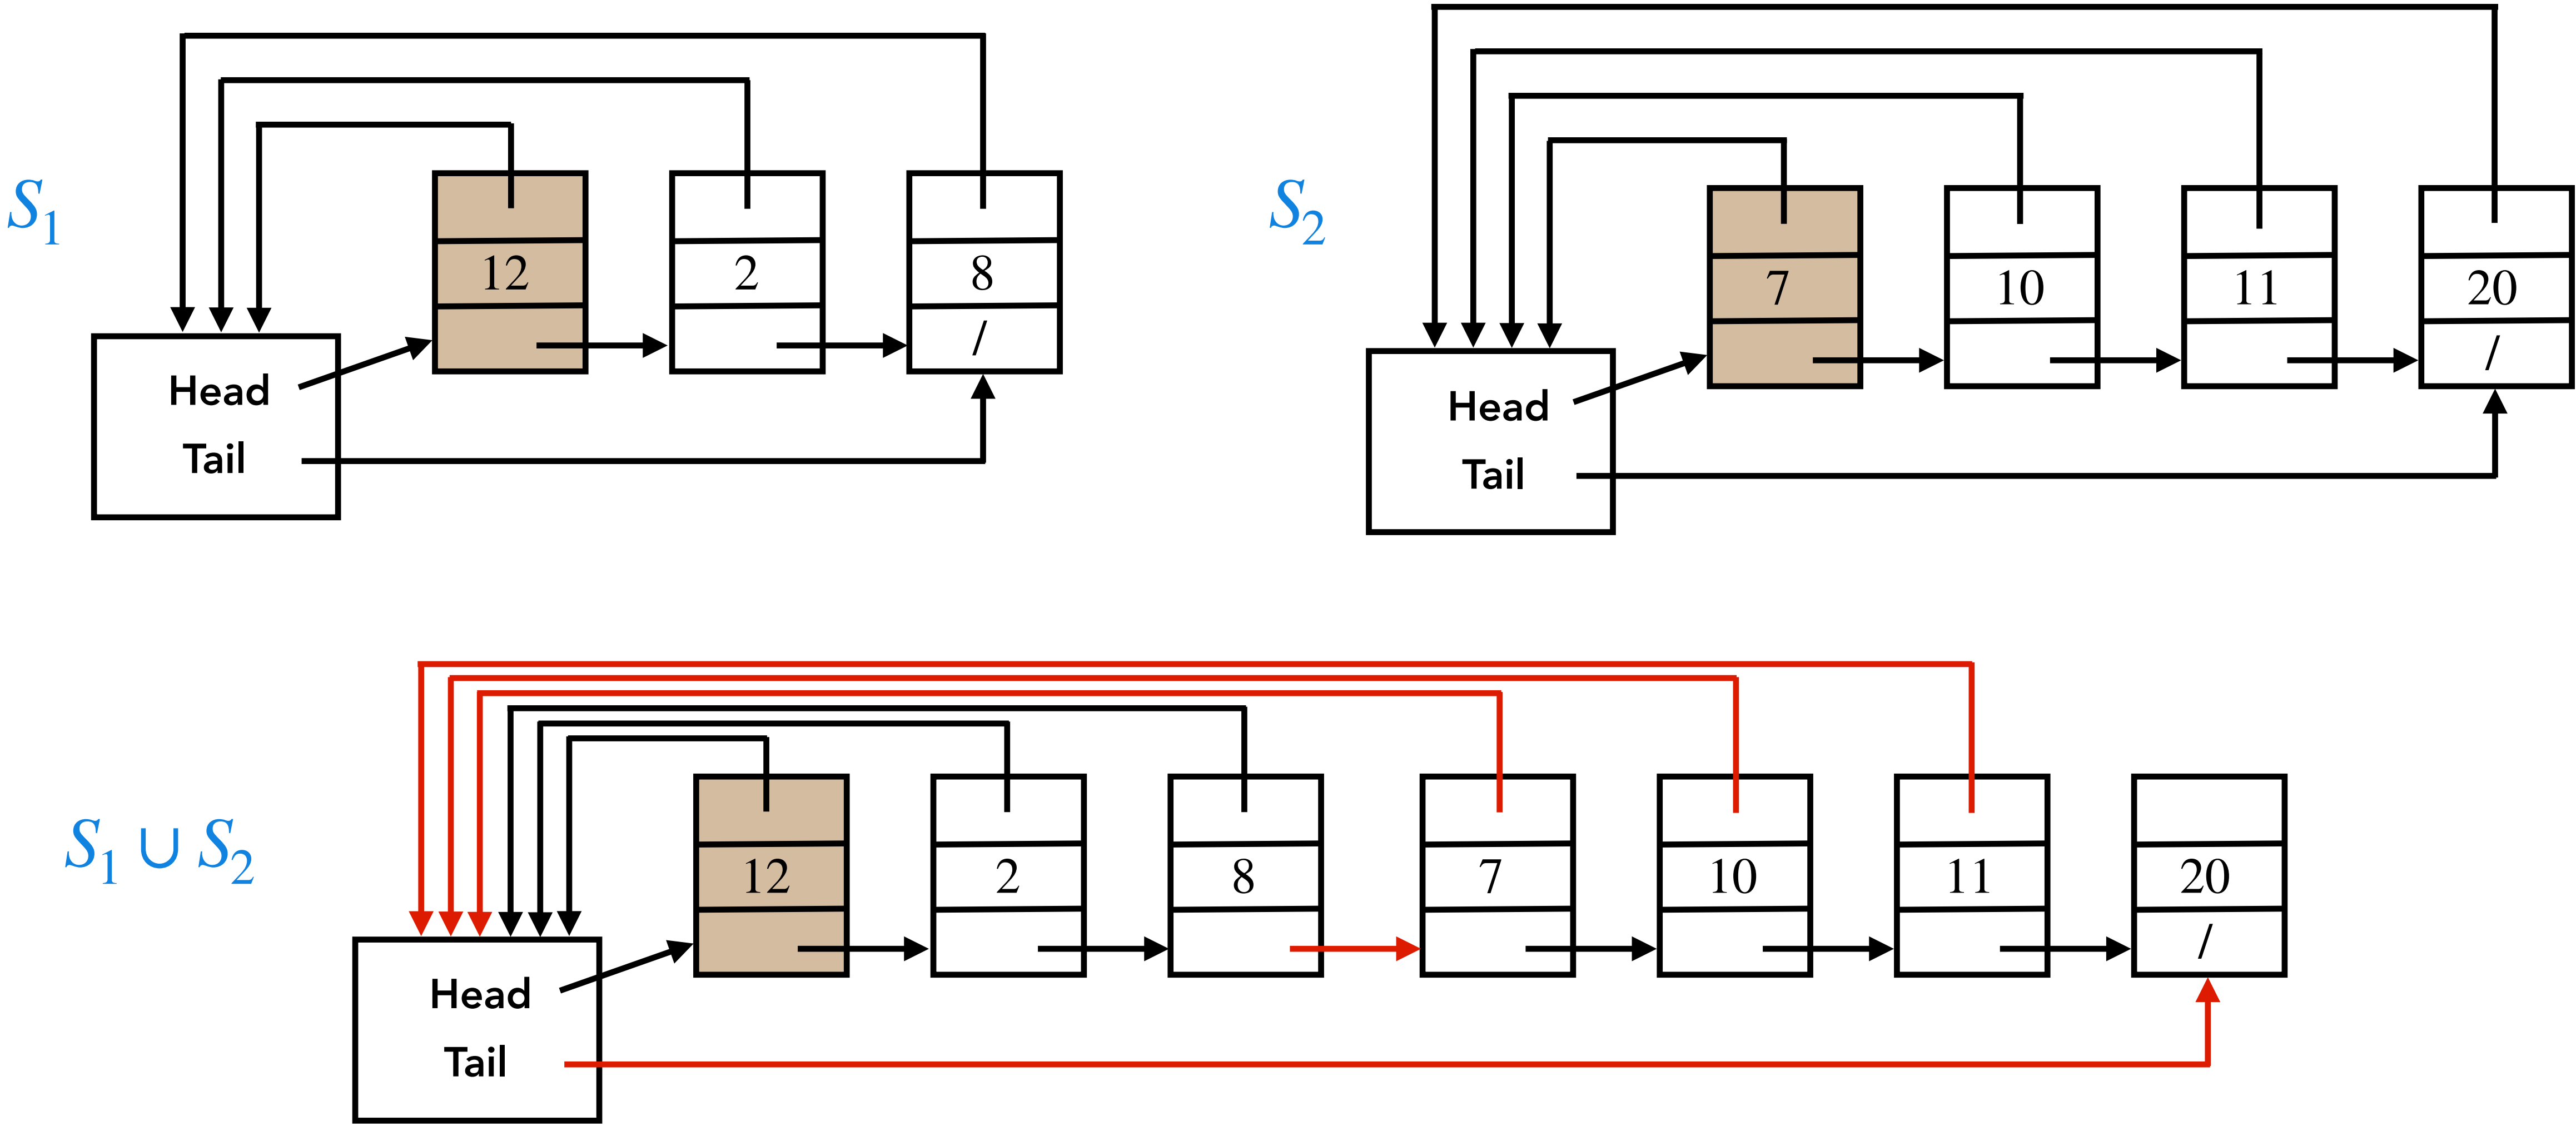 S₁
12 2 8
/
Head
Tail
S₂
7 10 11 20
/
Head
Tail
S₁ ∪ S₂
12 2 8 7 10 11 20
/
Head
Tail